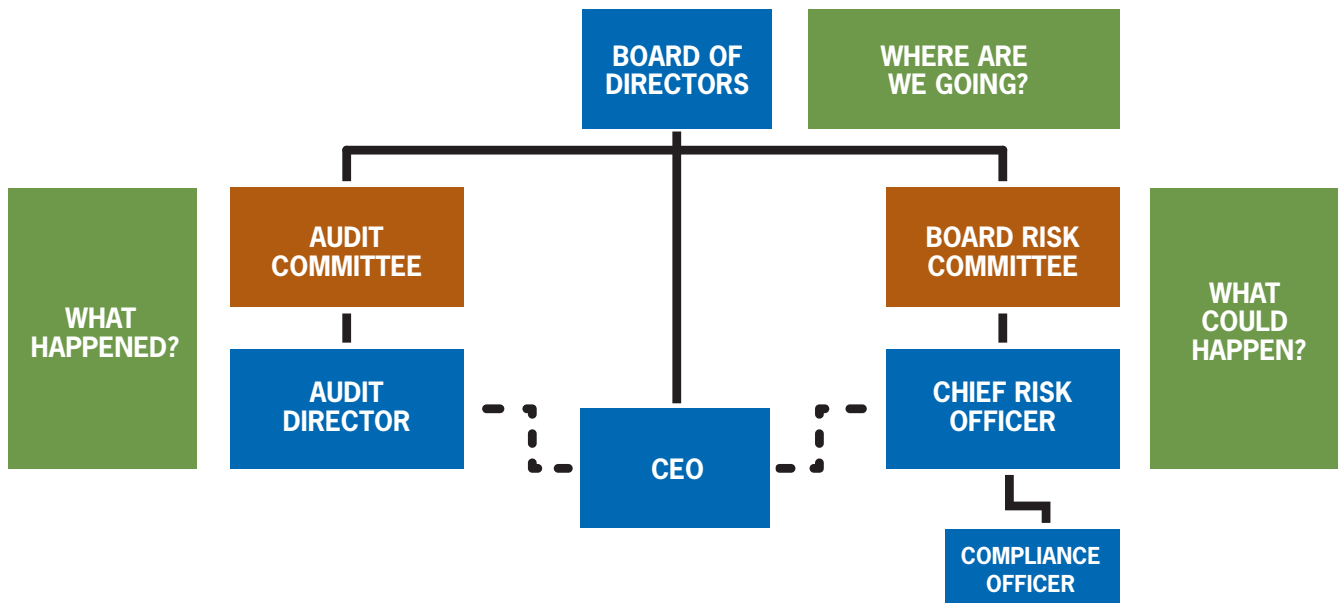 BOARD OF
DIRECTORS
WHERE ARE
WE GOING?
WHAT
HAPPENED?
AUDIT
COMMITTEE
BOARD RISK
COMMITTEE
WHAT
COULD
HAPPEN?
AUDIT
DIRECTOR
CEO
CHIEF RISK
OFFICER
COMPLIANCE
OFFICER